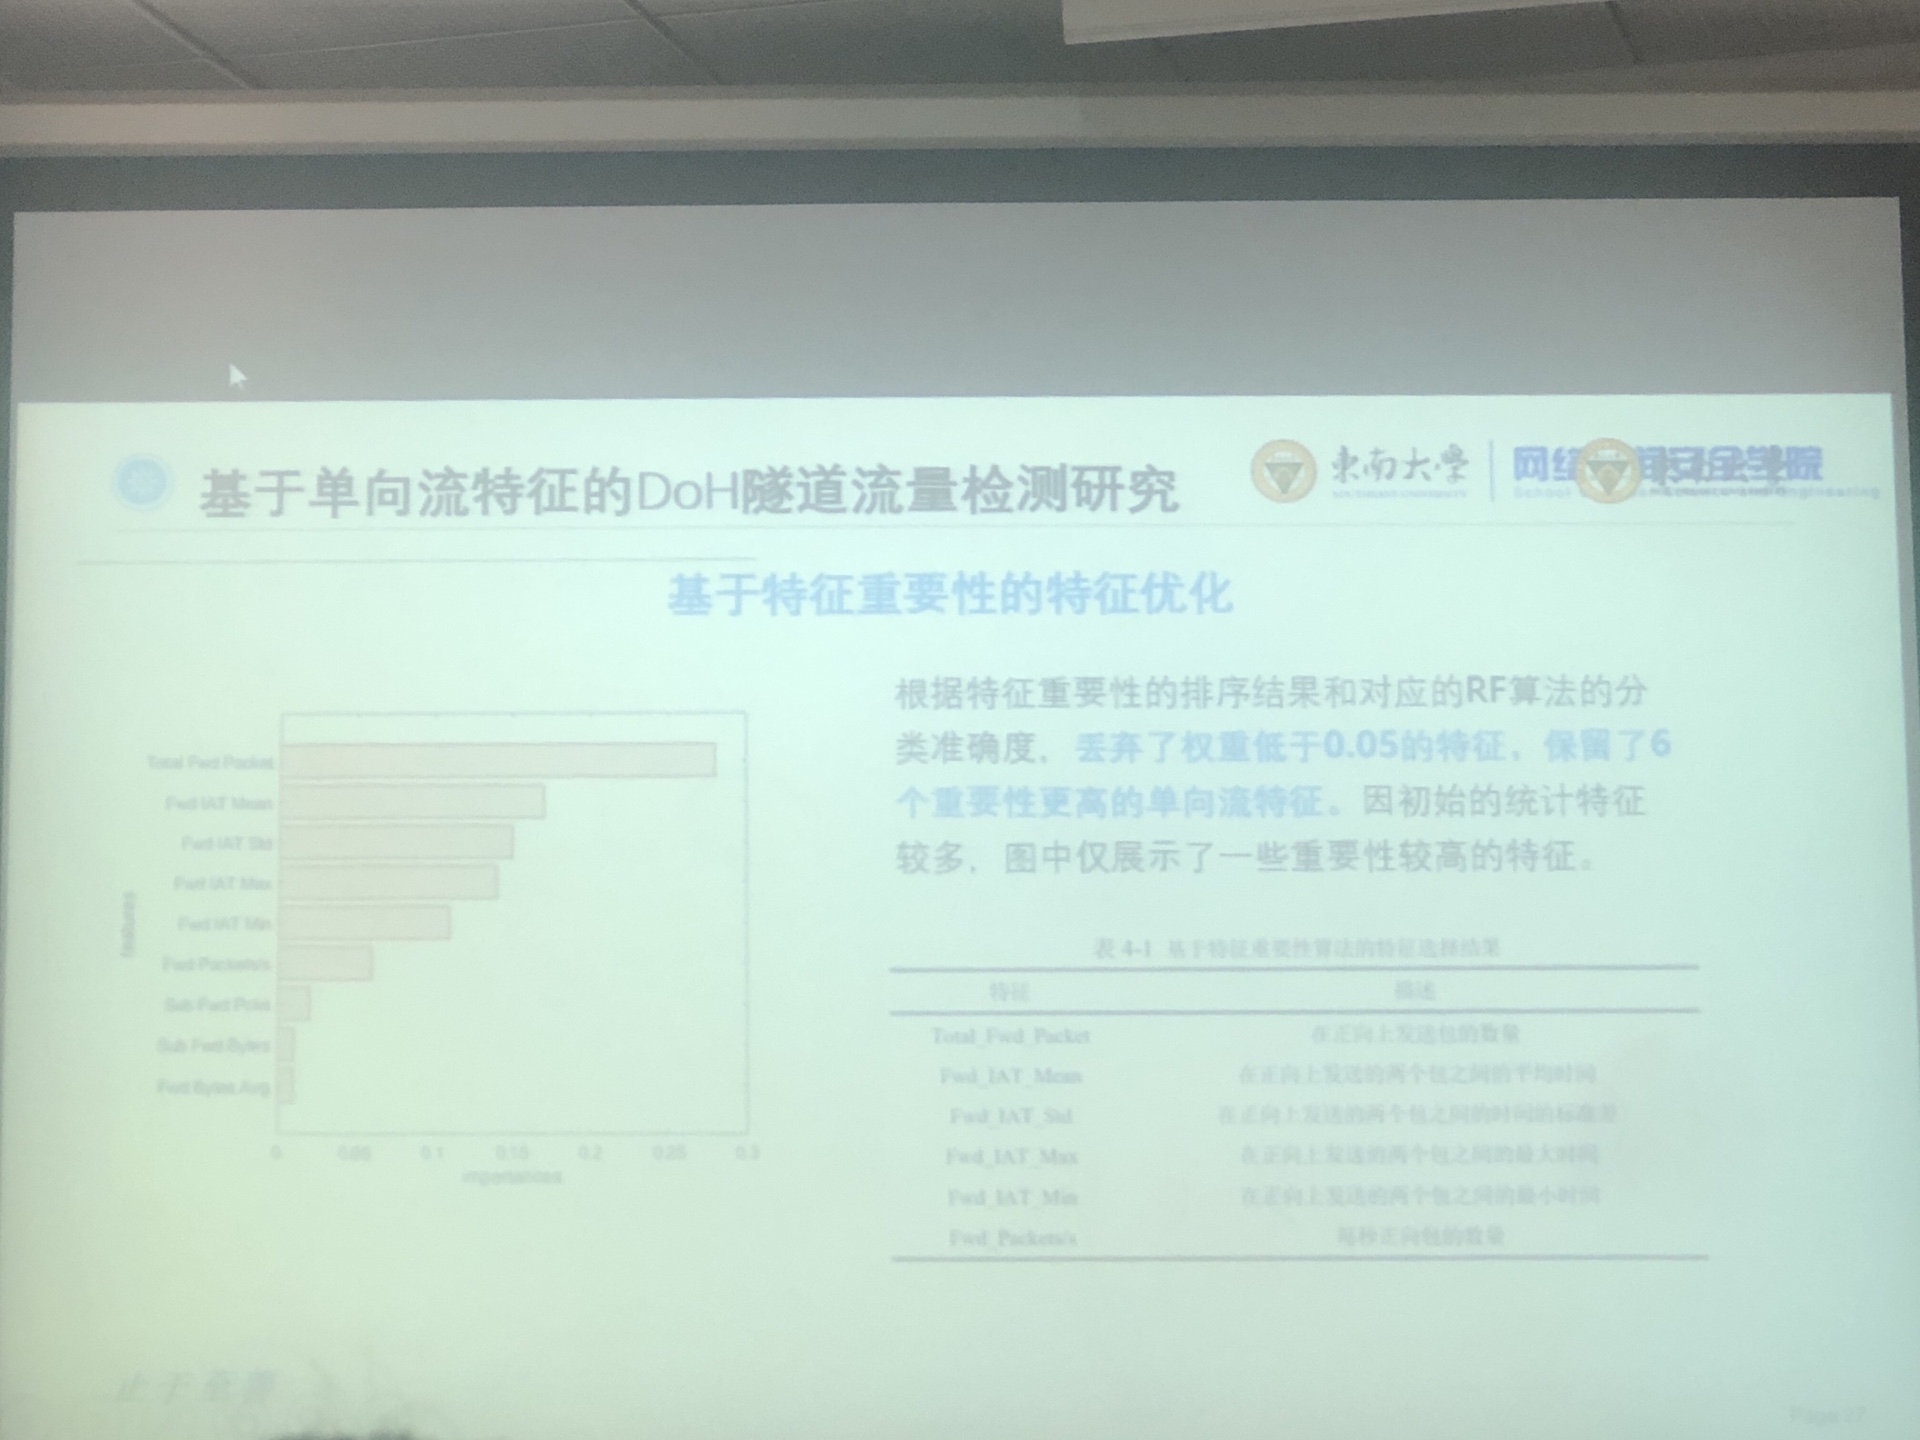 基于单向流特征的DoH隧道流量检测研究
東南大學
网络
学院
基于特征重要性的特征优化
根据特征重要性的排序结果和对应的RF算法的分
类准确度，丢弃了权重低于0.05的特征，保留了6
个重要性更高的单向流特征。因初始的统计特征
较多，图中仅展示了一些重要性较高的特征。
Total Fwd Packet
Fwd IAT Mean
Fwd IAT Std
Fwd IAT Max
Fwd IAT Min
Fwd Packets/s
Sub Fwd
Sub Fwd Bytes
Fwd Bytes Avg
features
0 0.05 0.1 0.15 0.2 0.25 0.3
表 4-1 基于特征重要性算法的特征选择结果
特征 描述
Total_Fwd_Packet 在正向上发送包的数量
Fwd_IAT_Mean 在正向上发送的两个包之间的平均时间
Fwd_IAT_Std 在正向上发送的两个包之间的时间的标准差
Fwd_IAT_Max 在正向上发送的两个包之间的最大时间
Fwd_IAT_Min 在正向上发送的两个包之间的最小时间
Fwd_Packets/s 每秒正向包的数量
止于至善